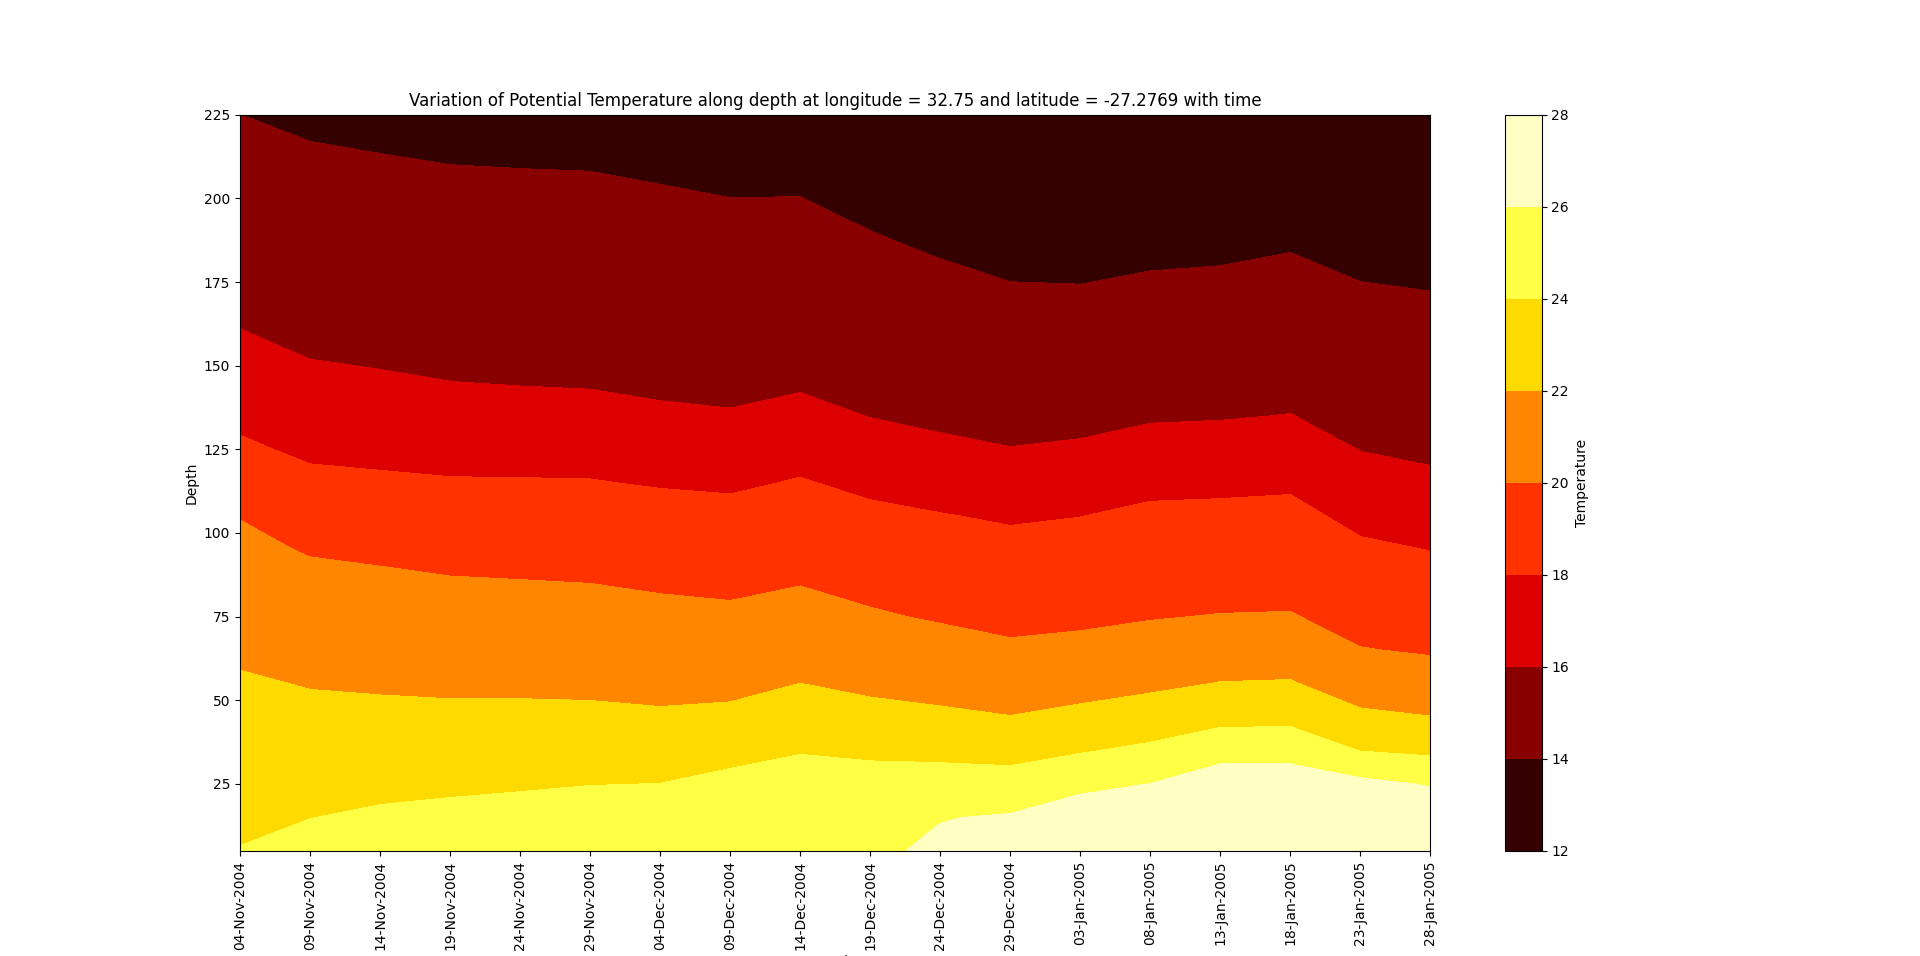 Variation of Potential Temperature along depth at longitude = 32.75 and latitude = -27.2769 with time
225
200
175
150
125
100
75
50
25
Depth
04-Nov-2004
09-Nov-2004
14-Nov-2004
19-Nov-2004
24-Nov-2004
29-Nov-2004
04-Dec-2004
09-Dec-2004
14-Dec-2004
19-Dec-2004
24-Dec-2004
29-Dec-2004
03-Jan-2005
08-Jan-2005
13-Jan-2005
18-Jan-2005
23-Jan-2005
28-Jan-2005
28
26
24
22
20
18
16
14
12
Temperature